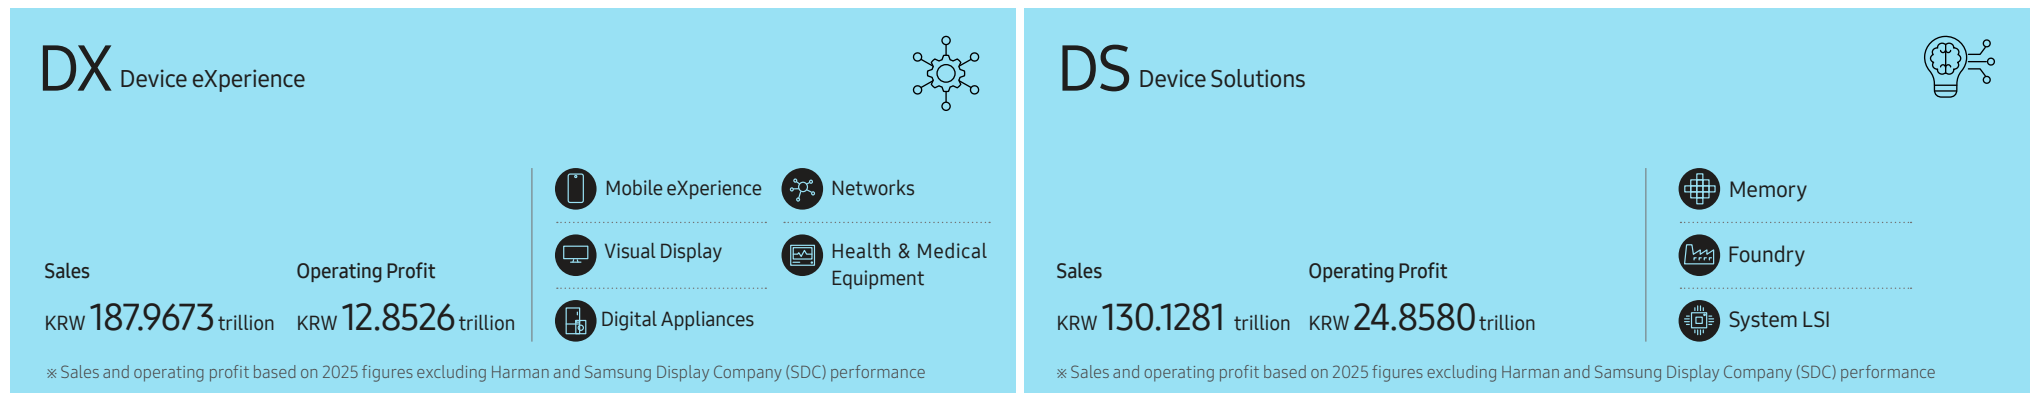 DX Device eXperience
Sales
KRW 187.9673 trillion
Operating Profit
KRW 12.8526 trillion
Mobile eXperience
Networks
Visual Display
Health & Medical
Equipment
Digital Appliances
※ Sales and operating profit based on 2025 figures excluding Harman and Samsung Display Company (SDC) performance
DS Device Solutions
Sales
KRW 130.1281 trillion
Operating Profit
KRW 24.8580 trillion
Memory
Foundry
System LSI
※ Sales and operating profit based on 2025 figures excluding Harman and Samsung Display Company (SDC) performance